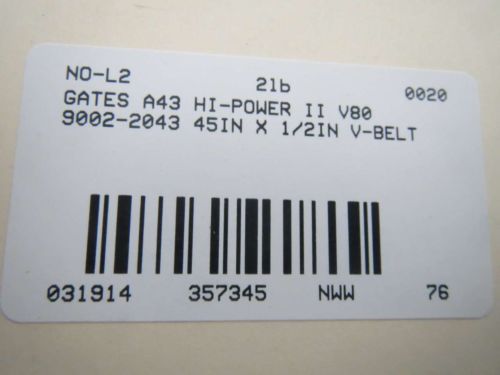 NO-L2 2lb 0020
GATES A43 HI-POWER II V80
9002-2043 45IN X 1/2IN V-BELT
031914 357345 NWW 76